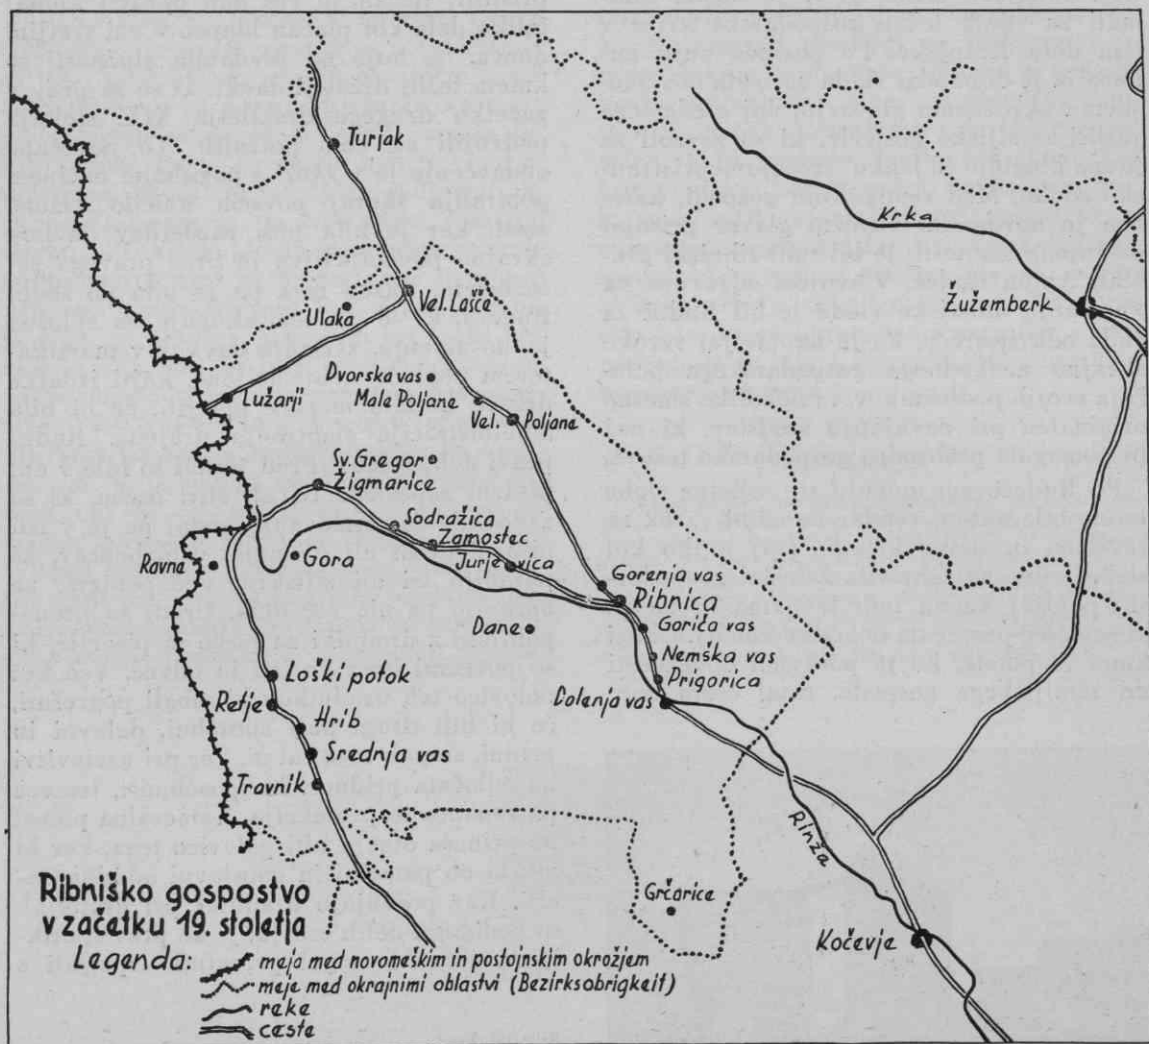 Turjak
Krka
Žužemberk
Vel. Lašče
Ulaka
Dvorska vas
Male Poljane
Lužarji
Vel. Poljane
Sv. Gregor
Žigmarice
Sodražica
Zamostec
Jurjevica
Ravne
Gora
Gorenja vas
Ribnica
Dane
Goriča vas
Nemška vas
Prigorica
Dolenja vas
Loški potok
Retje
Hrib
Srednja vas
Travnik
Rinža
Grčarice
Kočevje
Ribniško gospostvo
v začetku 19. stoletja
Legenda:
meja med novomeškim in postojnskim okrožjem
meje med okrajnimi oblastvi (Bezirksobrigkeit)
reke
ceste